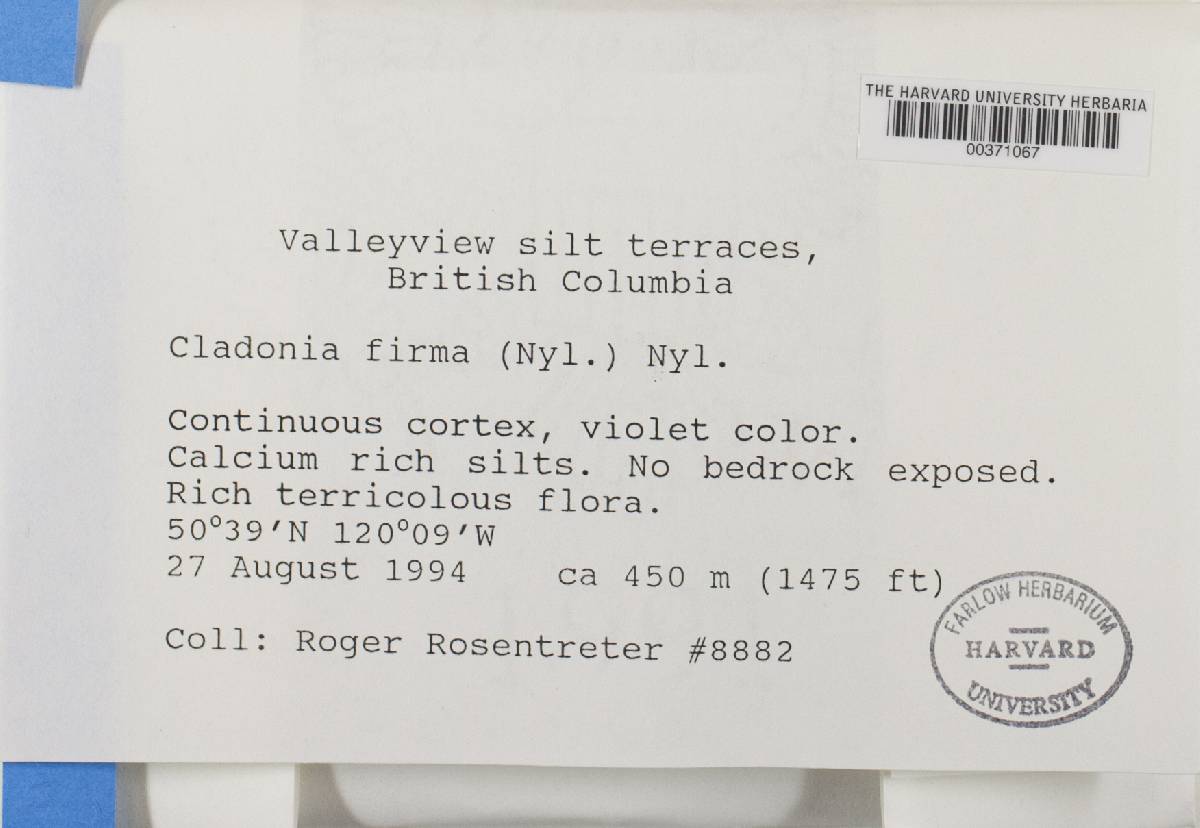 THE HARVARD UNIVERSITY HERBARIA
00371067
Valleyview silt terraces,
British Columbia
Cladonia firma (Nyl.) Nyl.
Continuous cortex, violet color.
Calcium rich silts. No bedrock exposed.
Rich terricolous flora.
50°39'N 120°09'W
27 August 1994 ca 450 m (1475 ft)
Coll: Roger Rosentreter #8882
FARLOW HERBARIUM
HARVARD
UNIVERSITY